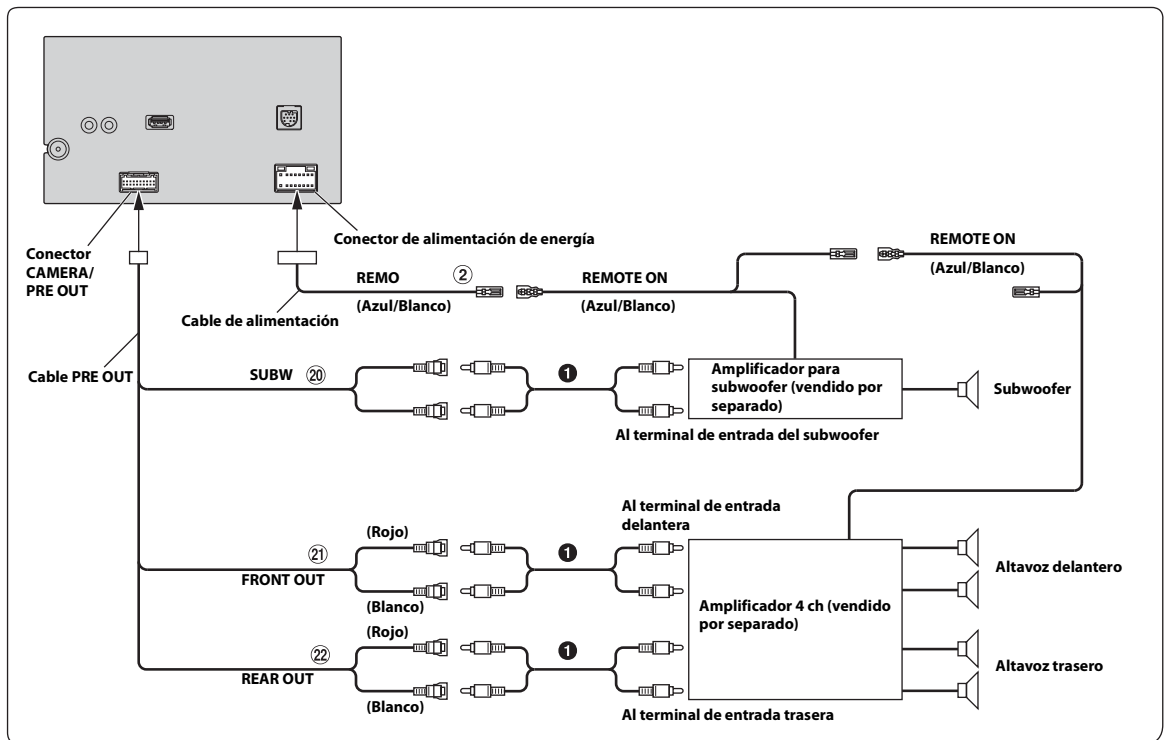 Conector de alimentación de energía
Conector
CAMERA/
PRE OUT
REMO ②
(Azul/Blanco)
REMOTE ON
(Azul/Blanco)
REMOTE ON
(Azul/Blanco)
Cable de alimentación
Cable PRE OUT
SUBW ⑳
❶
Amplificador para
subwoofer (vendido por
separado)
Subwoofer
Al terminal de entrada del subwoofer
Al terminal de entrada
delantera
(Rojo)
㉑
FRONT OUT
(Blanco)
❶
Altavoz delantero
Amplificador 4 ch (vendido
por separado)
(Rojo)
㉒
REAR OUT
(Blanco)
❶
Altavoz trasero
Al terminal de entrada trasera